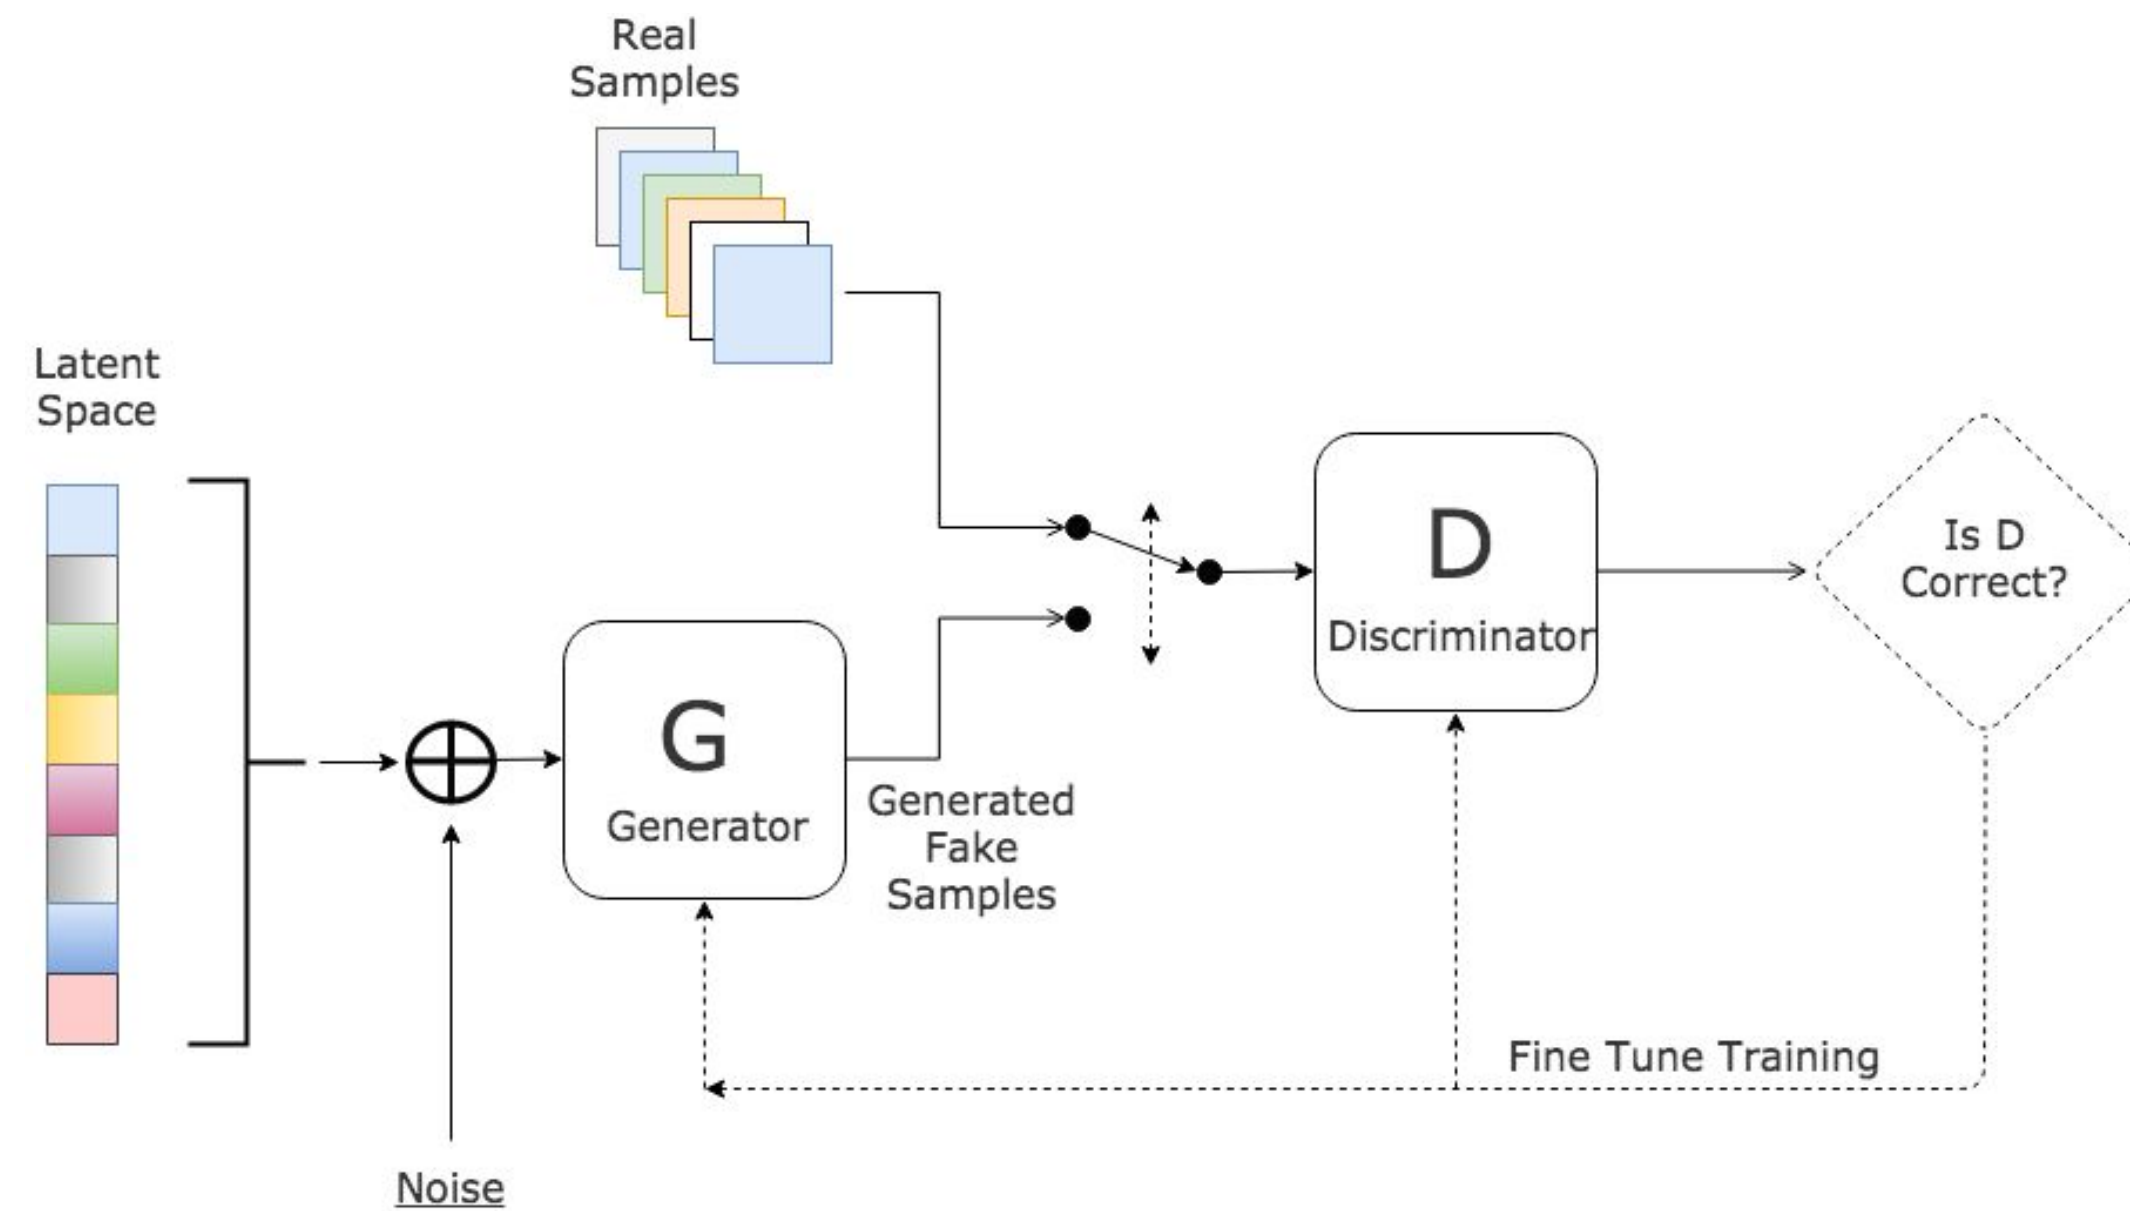 Real
Samples
Latent
Space
D
Discriminator
Is D
Correct?
G
Generator
Generated
Fake
Samples
Fine Tune Training
Noise